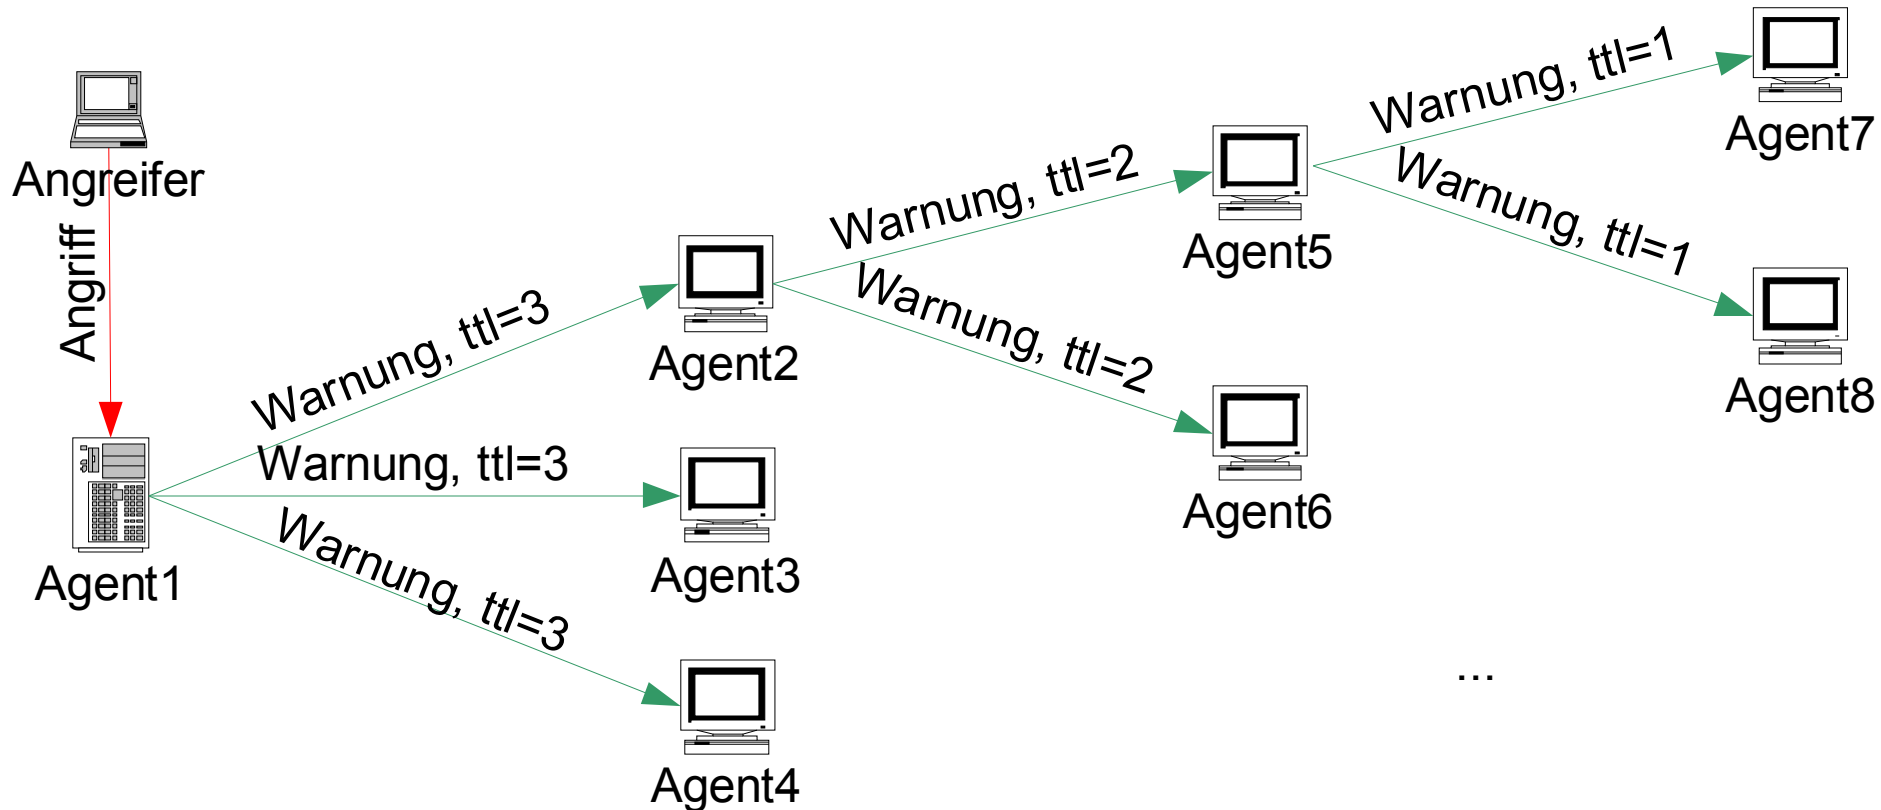 Angreifer
Angriff
Agent1
Warnung, ttl=3
Warnung, ttl=3
Warnung, ttl=3
Agent2
Agent3
Agent4
Warnung, ttl=2
Warnung, ttl=2
Agent5
Agent6
Warnung, ttl=1
Warnung, ttl=1
Agent7
Agent8
...